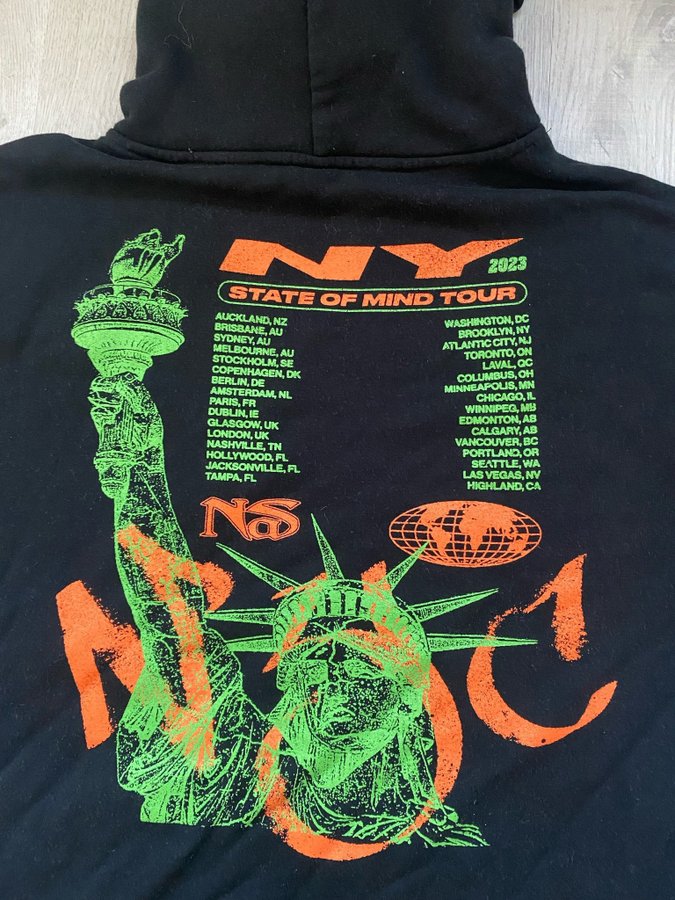 NY 2023
STATE OF MIND TOUR
AUCKLAND, NZ
BRISBANE, AU
SYDNEY, AU
MELBOURNE, AU
STOCKHOLM, SE
COPENHAGEN, DK
BERLIN, DE
AMSTERDAM, NL
PARIS, FR
DUBLIN, IE
GLASGOW, UK
LONDON, UK
NASHVILLE, TN
HOLLYWOOD, FL
JACKSONVILLE, FL
TAMPA, FL
WASHINGTON, DC
BROOKLYN, NY
ATLANTIC CITY, NJ
TORONTO, ON
LAVAL, QC
COLUMBUS, OH
MINNEAPOLIS, MN
CHICAGO, IL
WINNIPEG, MB
EDMONTON, AB
CALGARY, AB
VANCOUVER, BC
PORTLAND, OR
SEATTLE, WA
LAS VEGAS, NV
HIGHLAND, CA
NaS